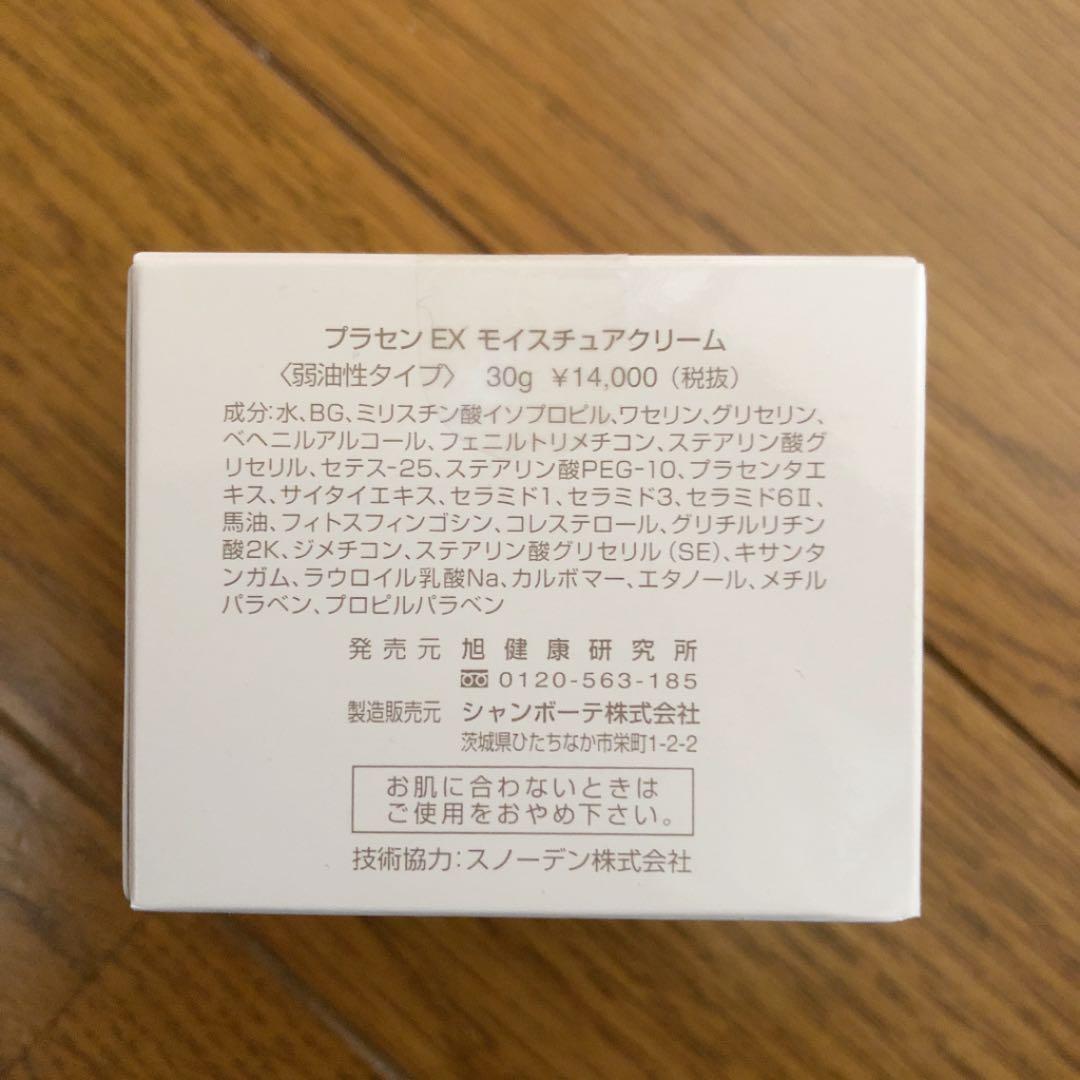 プラセン EX モイスチュアクリーム
〈弱油性タイプ〉 30g ¥14,000（税抜）
成分:水、BG、ミリスチン酸イソプロピル、ワセリン、グリセリン、
ベヘニルアルコール、フェニルトリメチコン、ステアリン酸グ
リセリル、セテス-25、ステアリン酸PEG-10、プラセンタエ
キス、サイタイエキス、セラミド1、セラミド3、セラミド6Ⅱ、
馬油、フィトスフィンゴシン、コレステロール、グリチルリチン
酸2K、ジメチコン、ステアリン酸グリセリル（SE）、キサンタ
ンガム、ラウロイル乳酸Na、カルボマー、エタノール、メチル
パラベン、プロピルパラベン
発売元 旭健康研究所
0120-563-185
製造販売元 シャンボーテ株式会社
茨城県ひたちなか市栄町1-2-2
お肌に合わないときは
ご使用をおやめ下さい。
技術協力：スノーデン株式会社